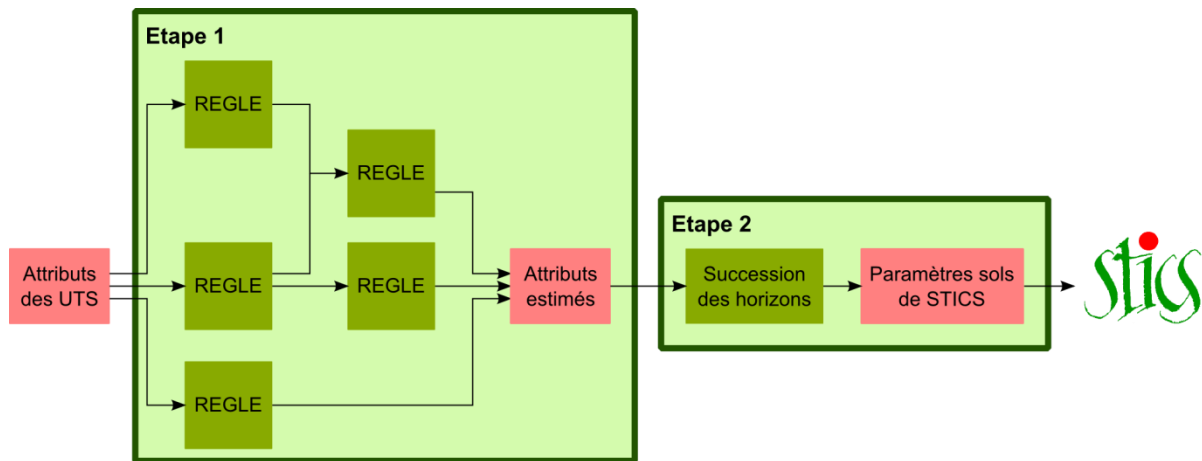 Etape 1
REGLE
REGLE
Etape 2
Attributs
des UTS
REGLE
REGLE
Attributs
estimés
Succession
des horizons
Paramètres sols
de STICS
stics
REGLE